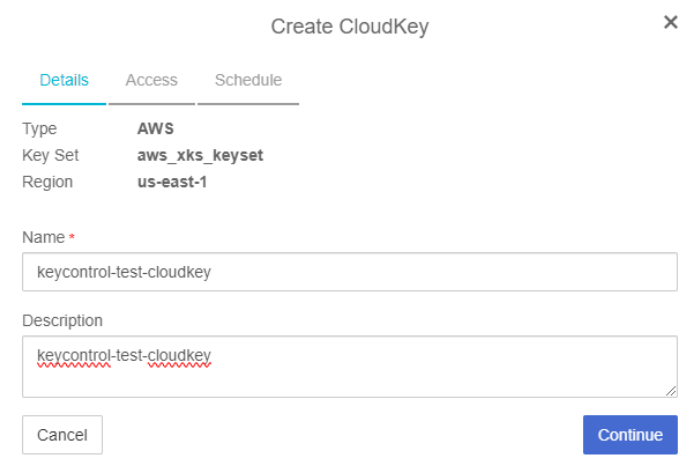 Create CloudKey
Details Access Schedule
Type AWS
Key Set aws_xks_keyset
Region us-east-1
Name *
keycontrol-test-cloudkey
Description
keycontrol-test-cloudkey
Cancel Continue